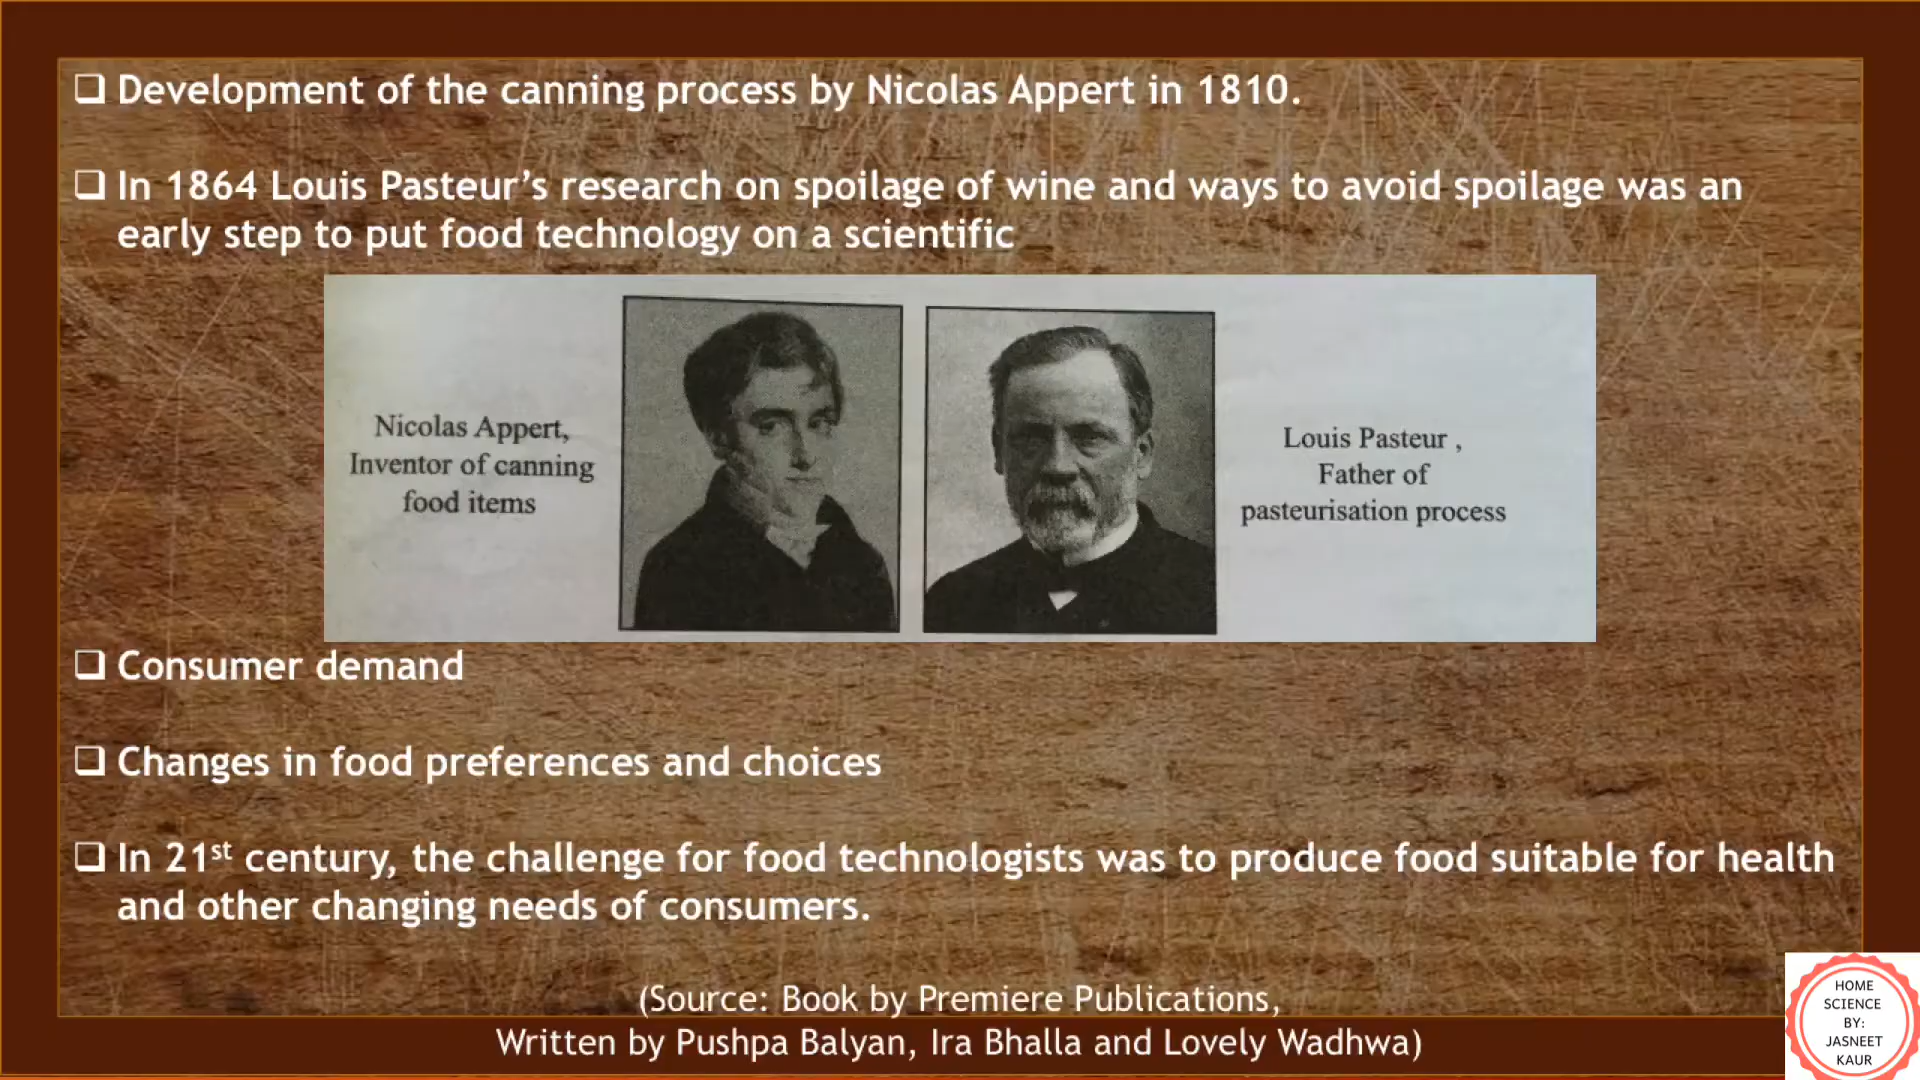 ❑ Development of the canning process by Nicolas Appert in 1810.
❑ In 1864 Louis Pasteur’s research on spoilage of wine and ways to avoid spoilage was an
early step to put food technology on a scientific
Nicolas Appert,
Inventor of canning
food items
Louis Pasteur ,
Father of
pasteurisation process
❑ Consumer demand
❑ Changes in food preferences and choices
❑ In 21st century, the challenge for food technologists was to produce food suitable for health
and other changing needs of consumers.
(Source: Book by Premiere Publications,
Written by Pushpa Balyan, Ira Bhalla and Lovely Wadhwa)
HOME
SCIENCE
BY:
JASNEET
KAUR